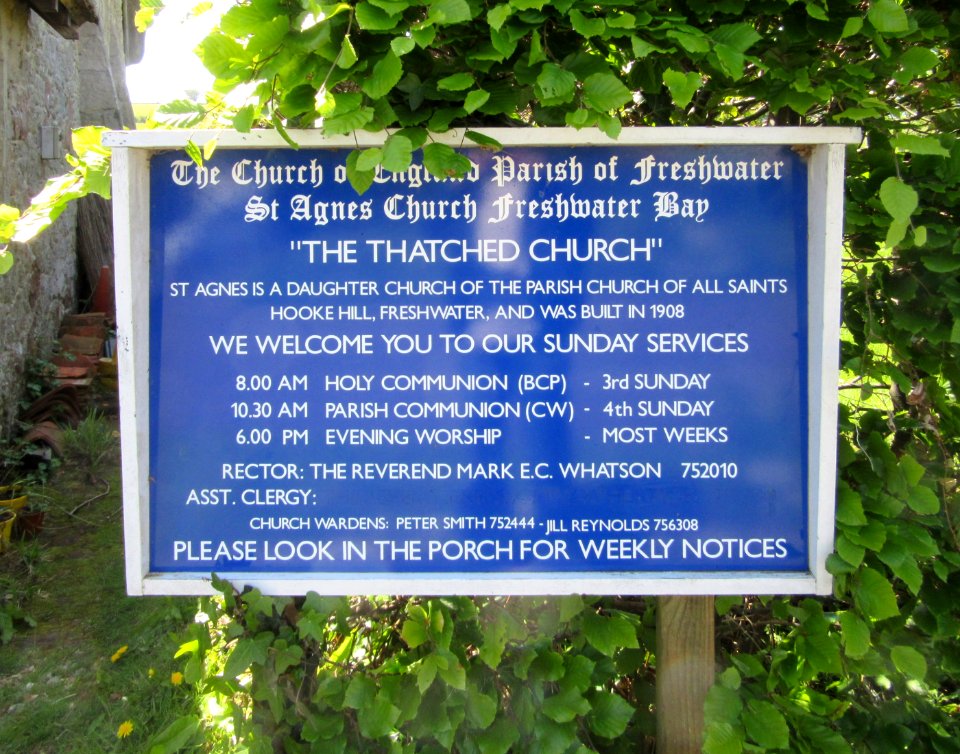 The Church of England Parish of Freshwater
St Agnes Church Freshwater Bay
"THE THATCHED CHURCH"
ST AGNES IS A DAUGHTER CHURCH OF THE PARISH CHURCH OF ALL SAINTS
HOOKE HILL, FRESHWATER, AND WAS BUILT IN 1908
WE WELCOME YOU TO OUR SUNDAY SERVICES
8.00 AM HOLY COMMUNION (BCP) - 3rd SUNDAY
10.30 AM PARISH COMMUNION (CW) - 4th SUNDAY
6.00 PM EVENING WORSHIP - MOST WEEKS
RECTOR: THE REVEREND MARK E.C. WHATSON 752010
ASST. CLERGY:
CHURCH WARDENS: PETER SMITH 752444 - JILL REYNOLDS 756308
PLEASE LOOK IN THE PORCH FOR WEEKLY NOTICES